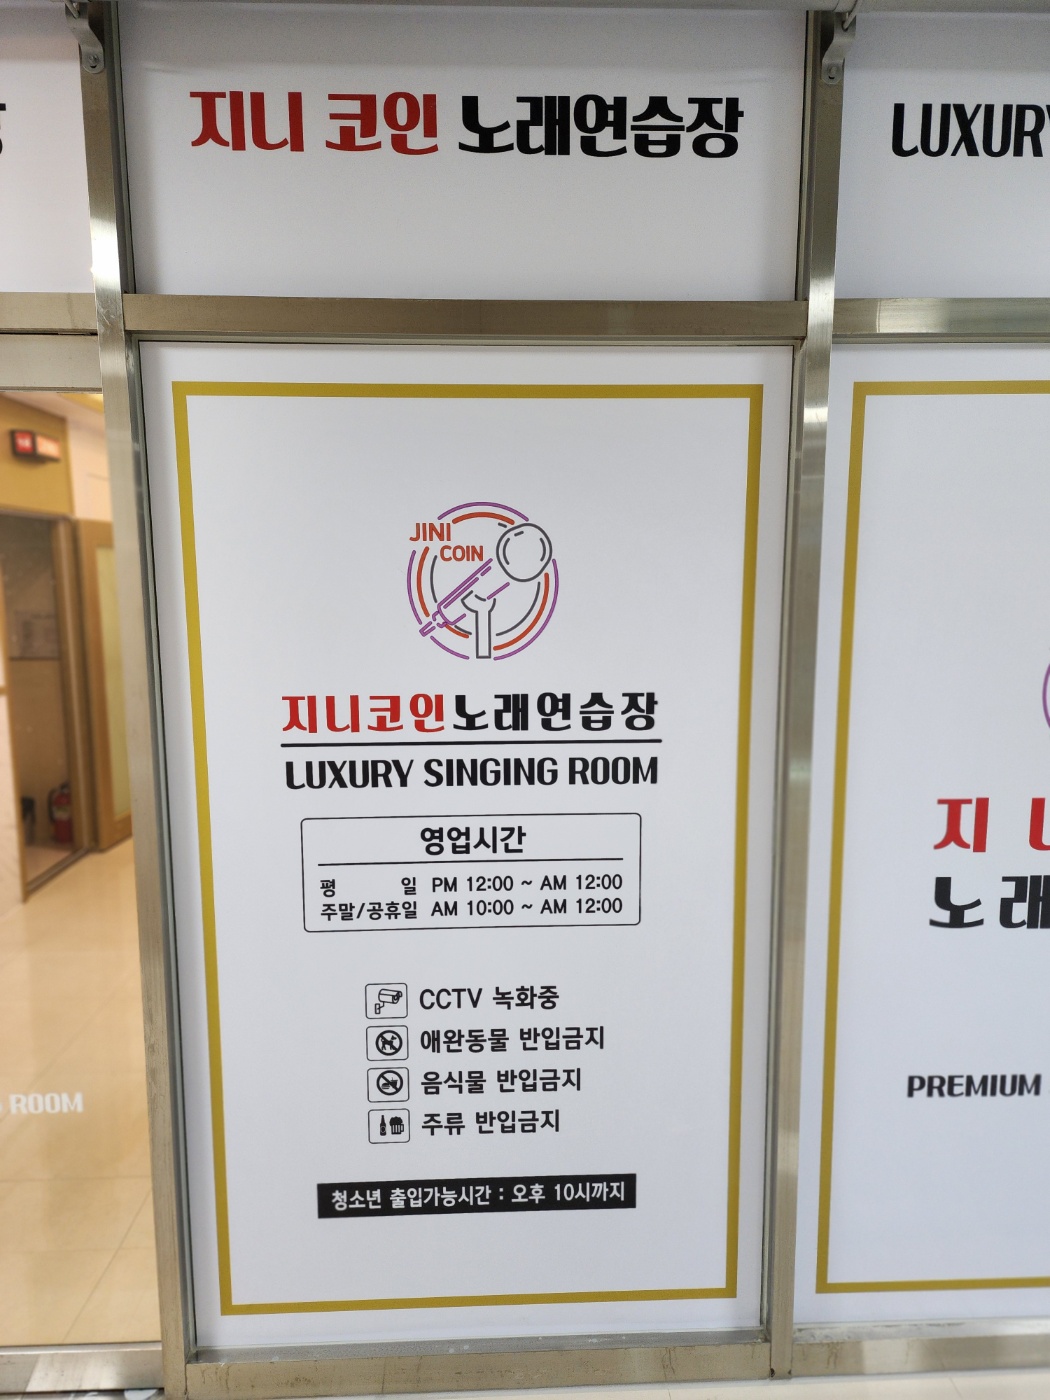 지니 코인 노래연습장
LUXURY
JINI
COIN
지니코인노래연습장
LUXURY SINGING ROOM
영업시간
평 일 PM 12:00 ~ AM 12:00
주말/공휴일 AM 10:00 ~ AM 12:00
CCTV 녹화중
애완동물 반입금지
음식물 반입금지
주류 반입금지
청소년 출입가능시간 : 오후 10시까지
ROOM
지
노래
PREMIUM